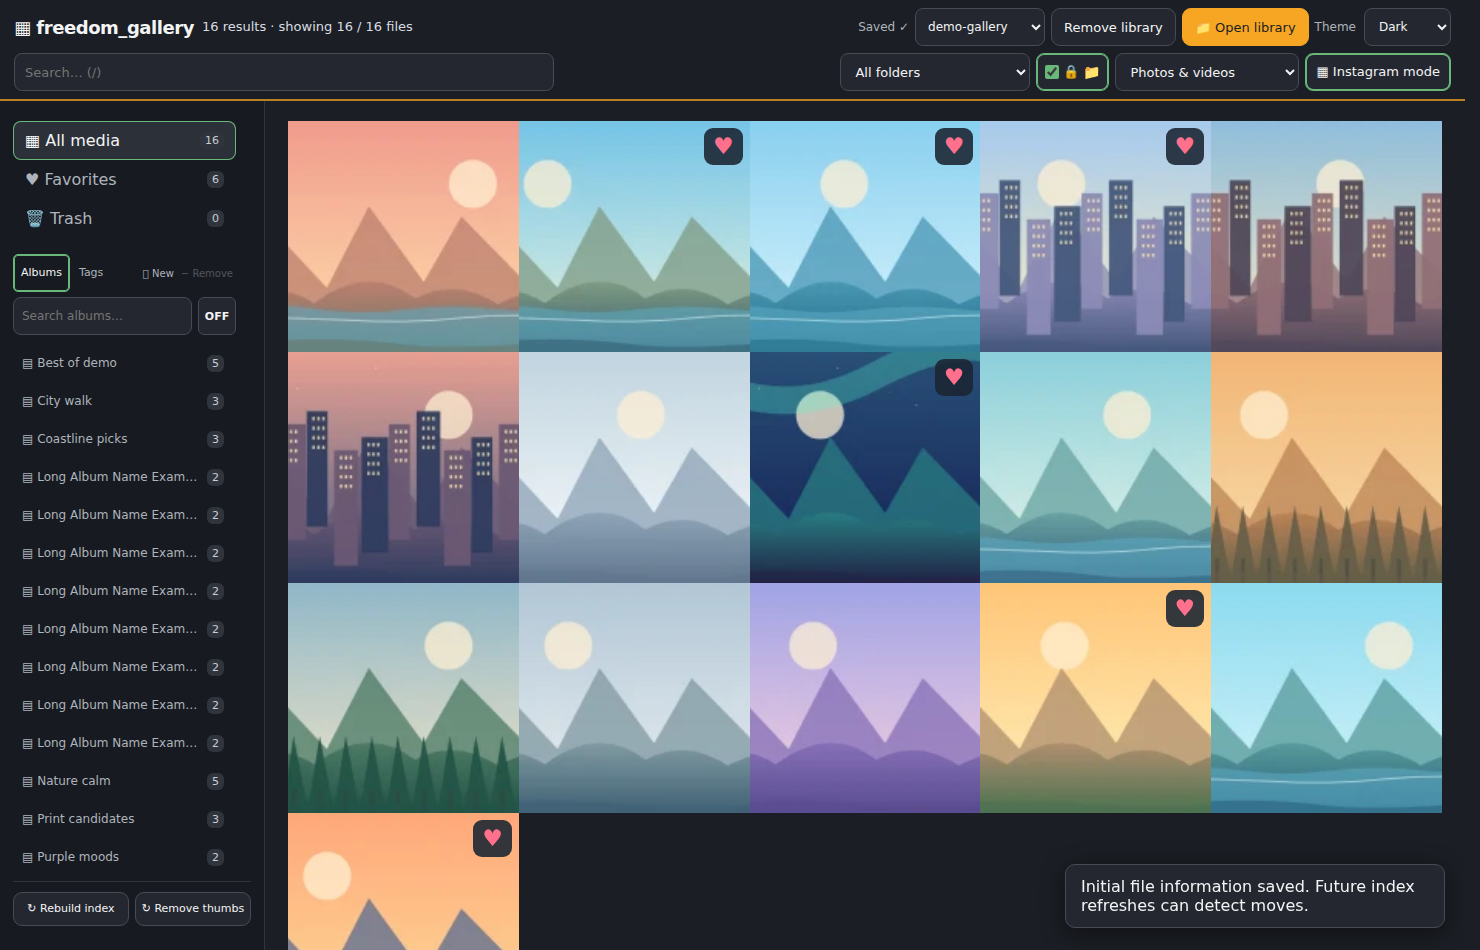 ▦ freedom_gallery 16 results · showing 16 / 16 files
Saved ✓ demo-gallery Remove library 📁 Open library Theme Dark
Search... (/)
All folders
🔒 📁
Photos & videos
▦ Instagram mode
▦ All media 16
♥ Favorites 6
🗑 Trash 0
Albums Tags New − Remove
Search albums... OFF
▤ Best of demo 5
▤ City walk 3
▤ Coastline picks 3
▤ Long Album Name Exam... 2
▤ Long Album Name Exam... 2
▤ Long Album Name Exam... 2
▤ Long Album Name Exam... 2
▤ Long Album Name Exam... 2
▤ Long Album Name Exam... 2
▤ Long Album Name Exam... 2
▤ Long Album Name Exam... 2
▤ Nature calm 5
▤ Print candidates 3
▤ Purple moods 2
↻ Rebuild index ↻ Remove thumbs
Initial file information saved. Future index
refreshes can detect moves.